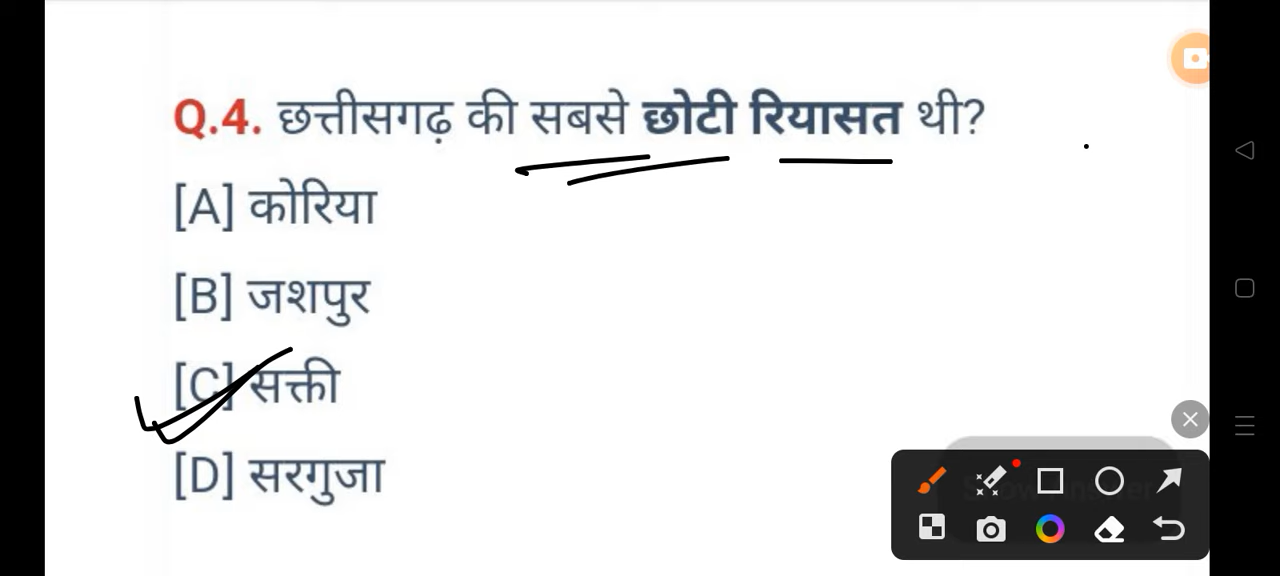 Q.4. छत्तीसगढ़ की सबसे छोटी रियासत थी?
[A] कोरिया
[B] जशपुर
[C] सक्ती
[D] सरगुजा